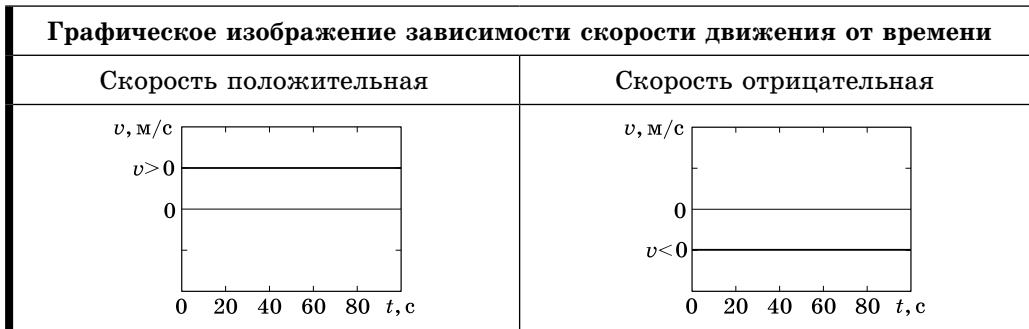 Графическое изображение зависимости скорости движения от времени
Скорость положительная
Скорость отрицательная
v, м/с
v>0
0
0 20 40 60 80 t, с
v, м/с
0
v<0
0 20 40 60 80 t, с